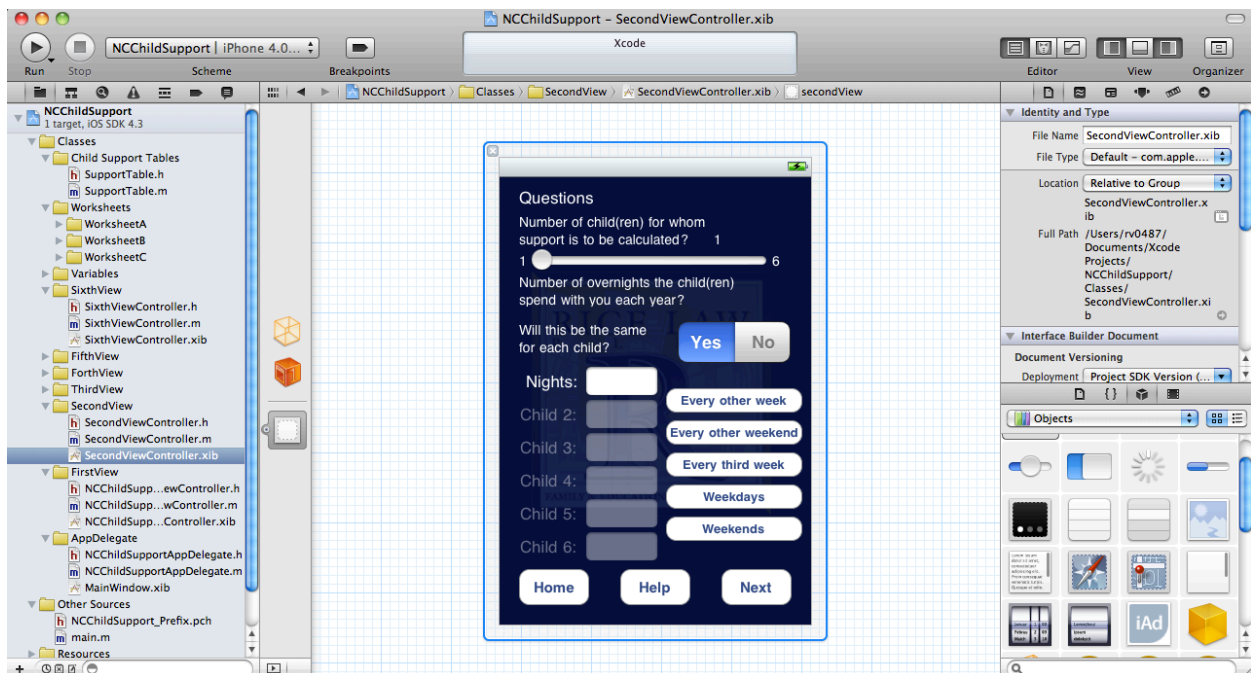 NCChildSupport – SecondViewController.xib
NCChildSupport | iPhone 4.0...
Xcode
Run Stop Scheme Breakpoints Editor View Organizer
NCChildSupport Classes SecondView SecondViewController.xib secondView
NCChildSupport
1 target, iOS SDK 4.3
Classes
Child Support Tables
h SupportTable.h
m SupportTable.m
Worksheets
WorksheetA
WorksheetB
WorksheetC
Variables
SixthView
h SixthViewController.h
m SixthViewController.m
SixthViewController.xib
FifthView
ForthView
ThirdView
SecondView
h SecondViewController.h
m SecondViewController.m
SecondViewController.xib
FirstView
h NCChildSupp...ewController.h
m NCChildSupp...wController.m
NCChildSupp...Controller.xib
AppDelegate
h NCChildSupportAppDelegate.h
m NCChildSupportAppDelegate.m
MainWindow.xib
Other Sources
h NCChildSupport_Prefix.pch
m main.m
Resources
Questions
Number of child(ren) for whom
support is to be calculated? 1
1 6
Number of overnights the child(ren)
spend with you each year?
RICE LAW
Will this be the same
for each child?
Yes No
Nights:
Child 2:
Child 3:
Child 4:
Child 5:
Child 6:
Every other week
Every other weekend
Every third week
Weekdays
Weekends
Home Help Next
Identity and Type
File Name SecondViewController.xib
File Type Default – com.apple....
Location Relative to Group
SecondViewController.x
ib
Full Path /Users/rv0487/
Documents/Xcode
Projects/
NCChildSupport/
Classes/
SecondViewController.xi
b
Interface Builder Document
Document Versioning
Deployment Project SDK Version (...
{}
Objects
iAd